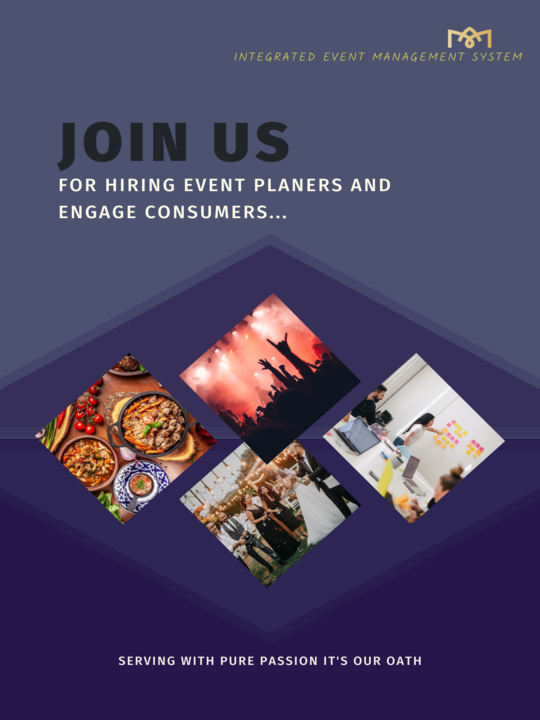 INTEGRATED EVENT MANAGEMENT SYSTEM
JOIN US
FOR HIRING EVENT PLANERS AND
ENGAGE CONSUMERS...
SERVING WITH PURE PASSION IT'S OUR OATH